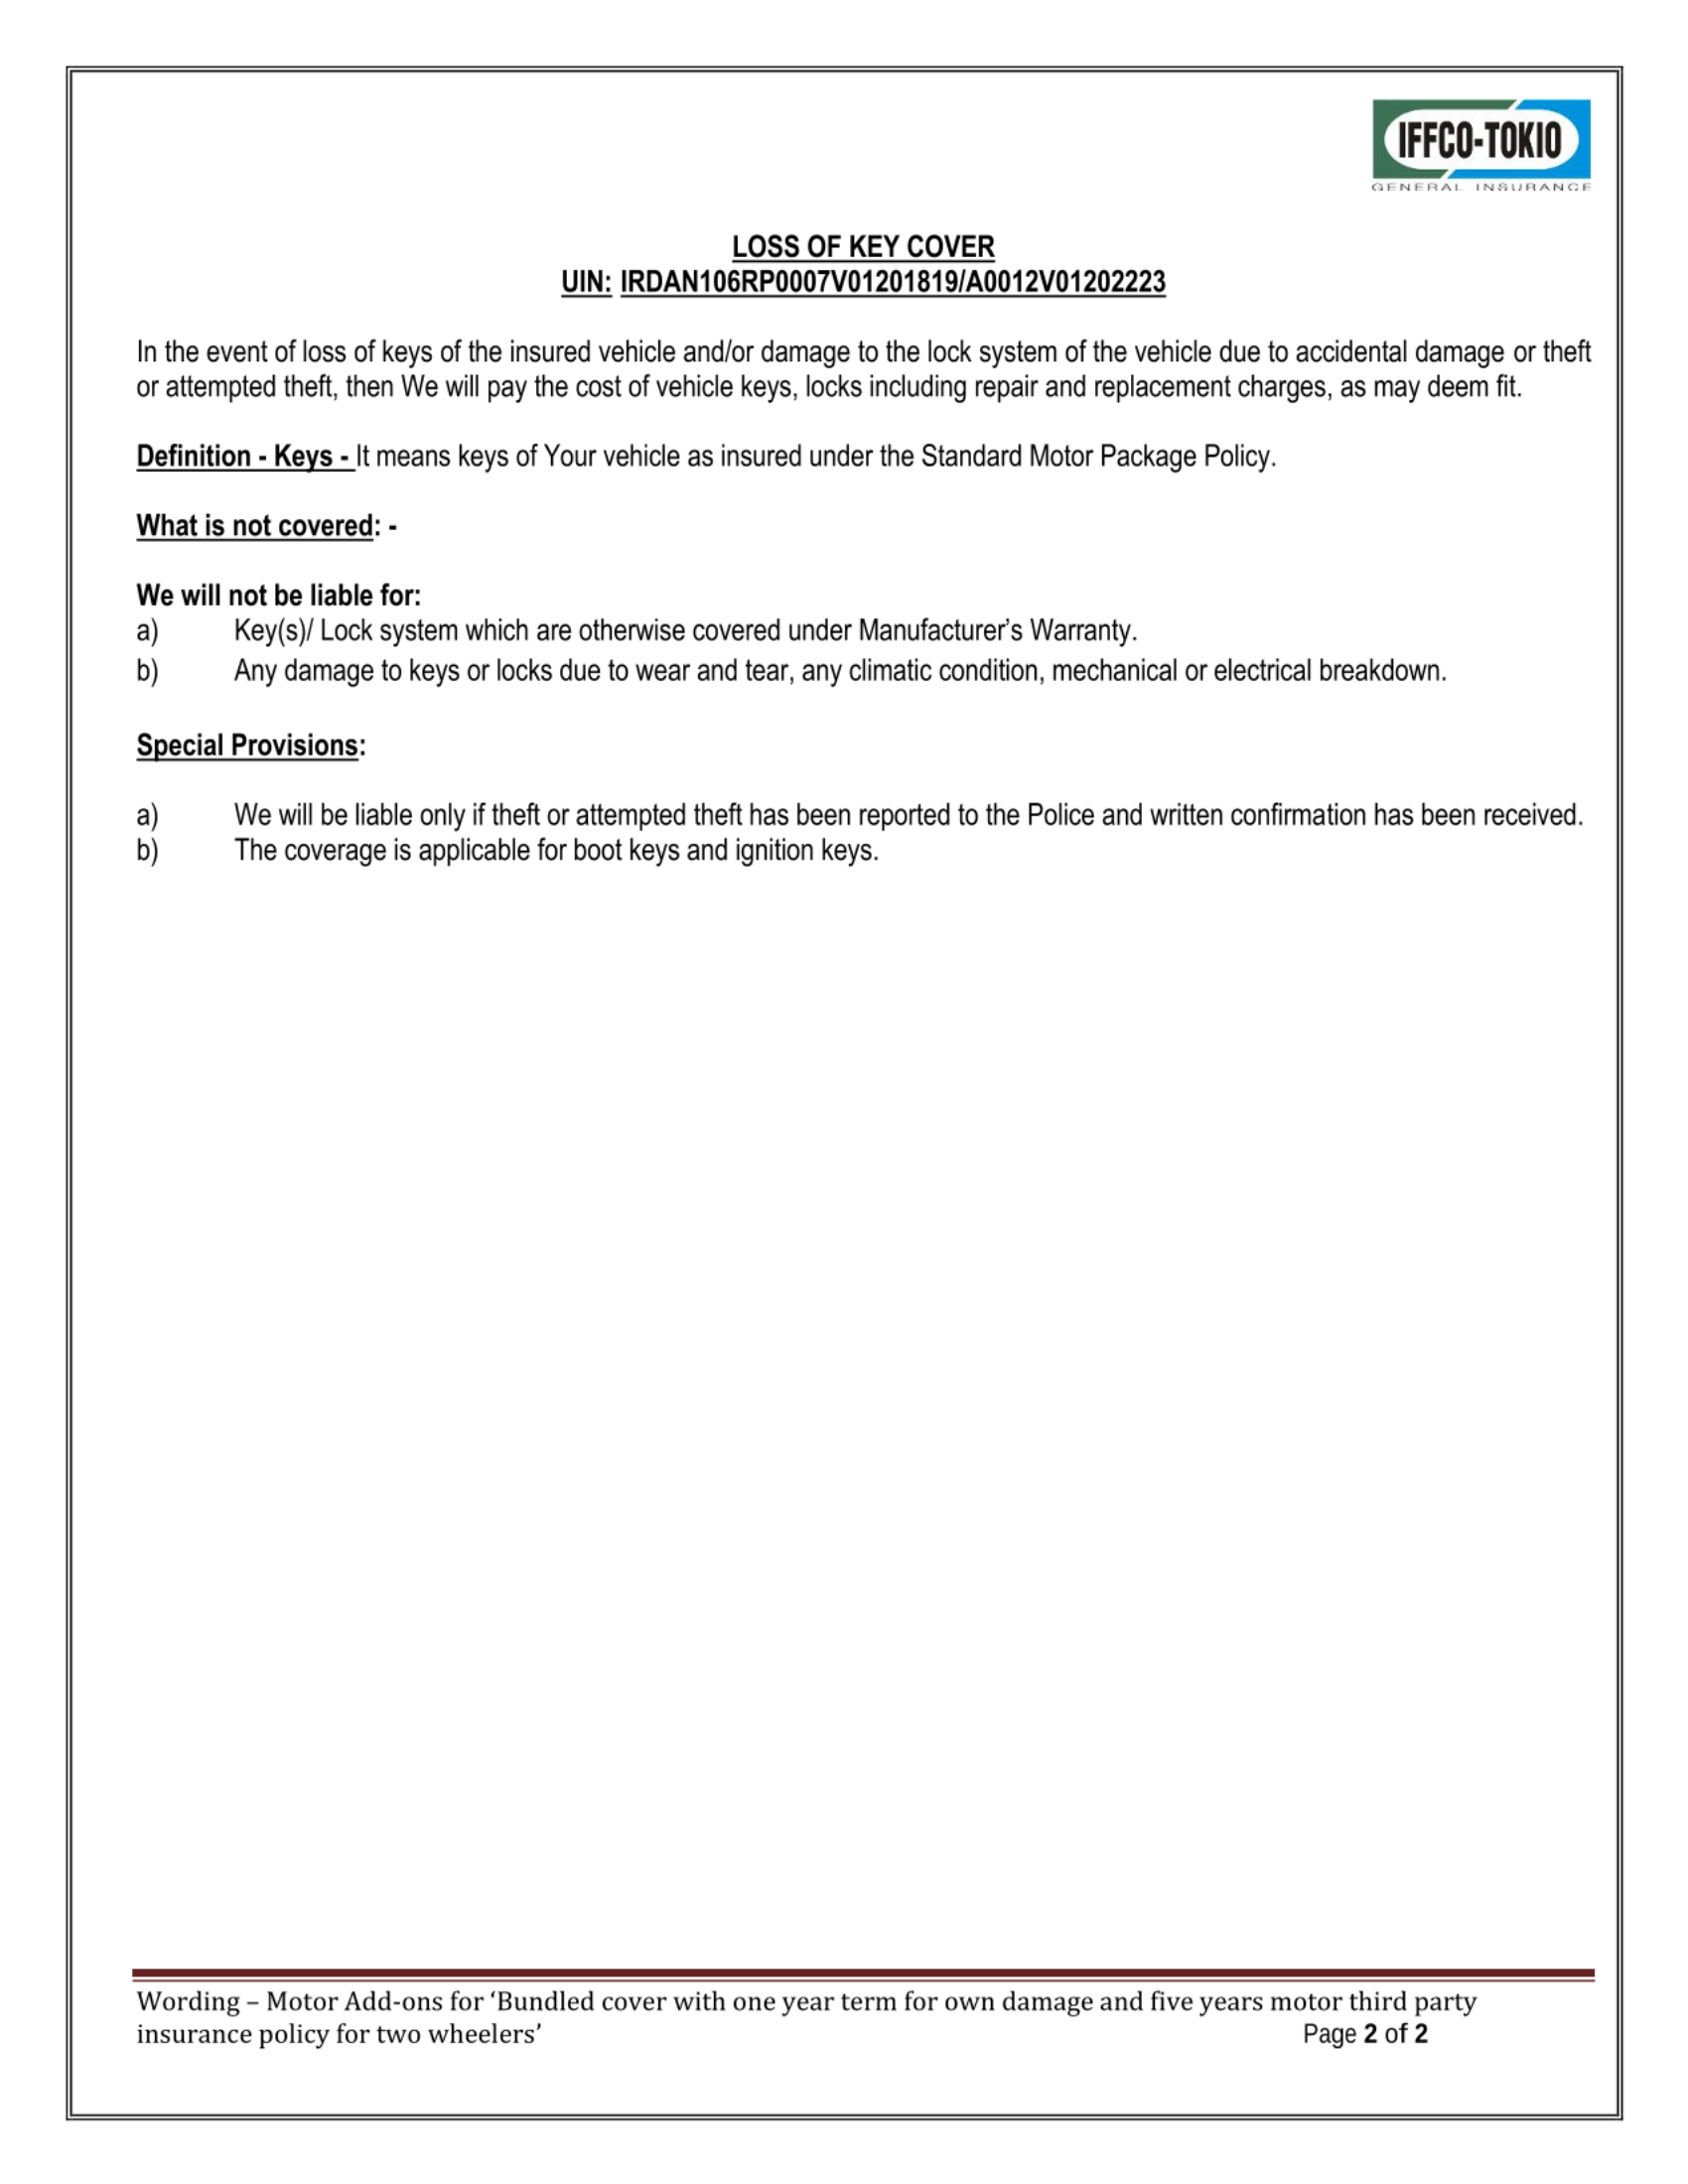 IFFCO-TOKIO
GENERAL INSURANCE
LOSS OF KEY COVER
UIN: IRDAN106RP0007V01201819/A0012V01202223
In the event of loss of keys of the insured vehicle and/or damage to the lock system of the vehicle due to accidental damage or theft
or attempted theft, then We will pay the cost of vehicle keys, locks including repair and replacement charges, as may deem fit.
Definition - Keys - It means keys of Your vehicle as insured under the Standard Motor Package Policy.
What is not covered: -
We will not be liable for:
a) Key(s)/ Lock system which are otherwise covered under Manufacturer’s Warranty.
b) Any damage to keys or locks due to wear and tear, any climatic condition, mechanical or electrical breakdown.
Special Provisions:
a) We will be liable only if theft or attempted theft has been reported to the Police and written confirmation has been received.
b) The coverage is applicable for boot keys and ignition keys.
Wording – Motor Add-ons for ‘Bundled cover with one year term for own damage and five years motor third party
insurance policy for two wheelers’ Page 2 of 2